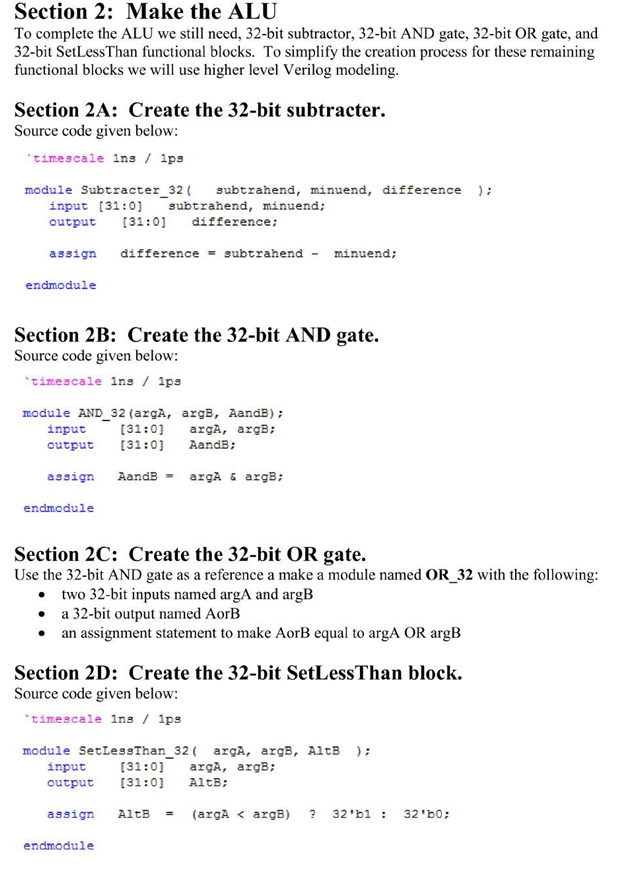 Section 2: Make the ALU
To complete the ALU we still need, 32-bit subtractor, 32-bit AND gate, 32-bit OR gate, and
32-bit SetLessThan functional blocks. To simplify the creation process for these remaining
functional blocks we will use higher level Verilog modeling.
Section 2A: Create the 32-bit subtracter.
Source code given below:
`timescale 1ns / 1ps
module Subtracter_32( subtrahend, minuend, difference );
input [31:0] subtrahend, minuend;
output [31:0] difference;
assign difference = subtrahend - minuend;
endmodule
Section 2B: Create the 32-bit AND gate.
Source code given below:
`timescale 1ns / 1ps
module AND_32(argA, argB, AandB);
input [31:0] argA, argB;
output [31:0] AandB;
assign AandB = argA & argB;
endmodule
Section 2C: Create the 32-bit OR gate.
Use the 32-bit AND gate as a reference a make a module named OR_32 with the following:
• two 32-bit inputs named argA and argB
• a 32-bit output named AorB
• an assignment statement to make AorB equal to argA OR argB
Section 2D: Create the 32-bit SetLessThan block.
Source code given below:
`timescale 1ns / 1ps
module SetLessThan_32( argA, argB, AltB );
input [31:0] argA, argB;
output [31:0] AltB;
assign AltB = (argA < argB) ? 32'b1 : 32'b0;
endmodule